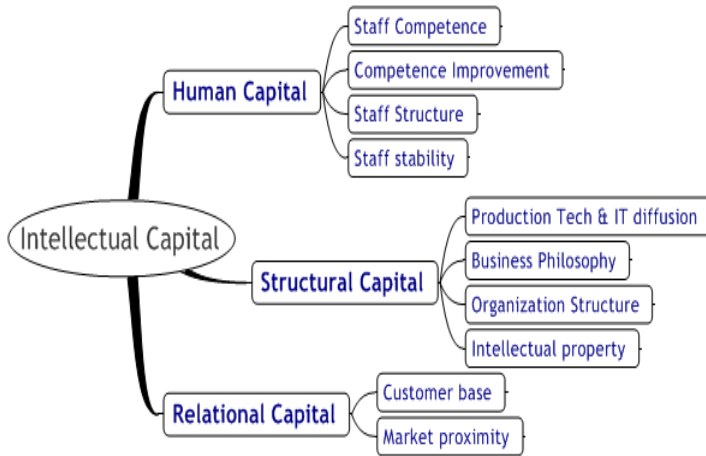 Intellectual Capital
Human Capital
Staff Competence
Competence Improvement
Staff Structure
Staff stability
Structural Capital
Production Tech & IT diffusion
Business Philosophy
Organization Structure
Intellectual property
Relational Capital
Customer base
Market proximity